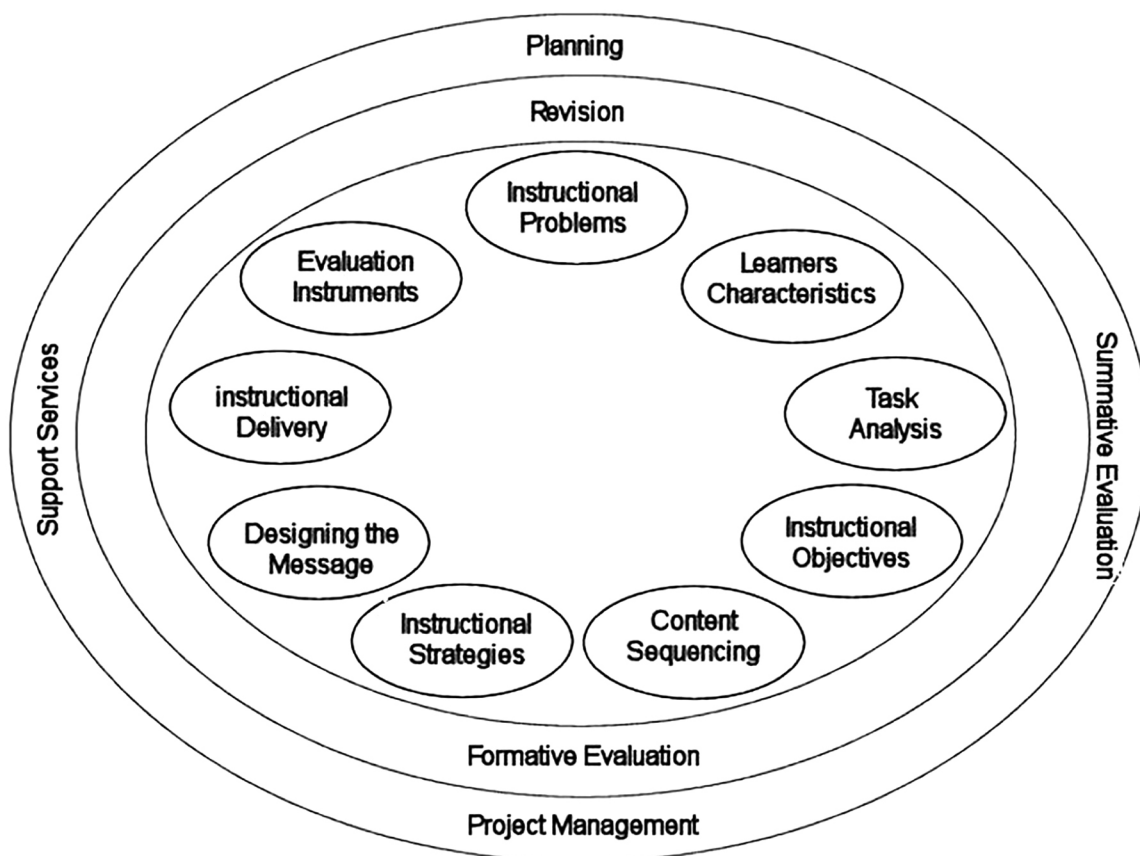 Planning
Revision
Instructional
Problems
Learners
Characteristics
Task
Analysis
Instructional
Objectives
Content
Sequencing
Instructional
Strategies
Designing the
Message
instructional
Delivery
Evaluation
Instruments
Formative Evaluation
Project Management
Support Services
Summative Evaluation